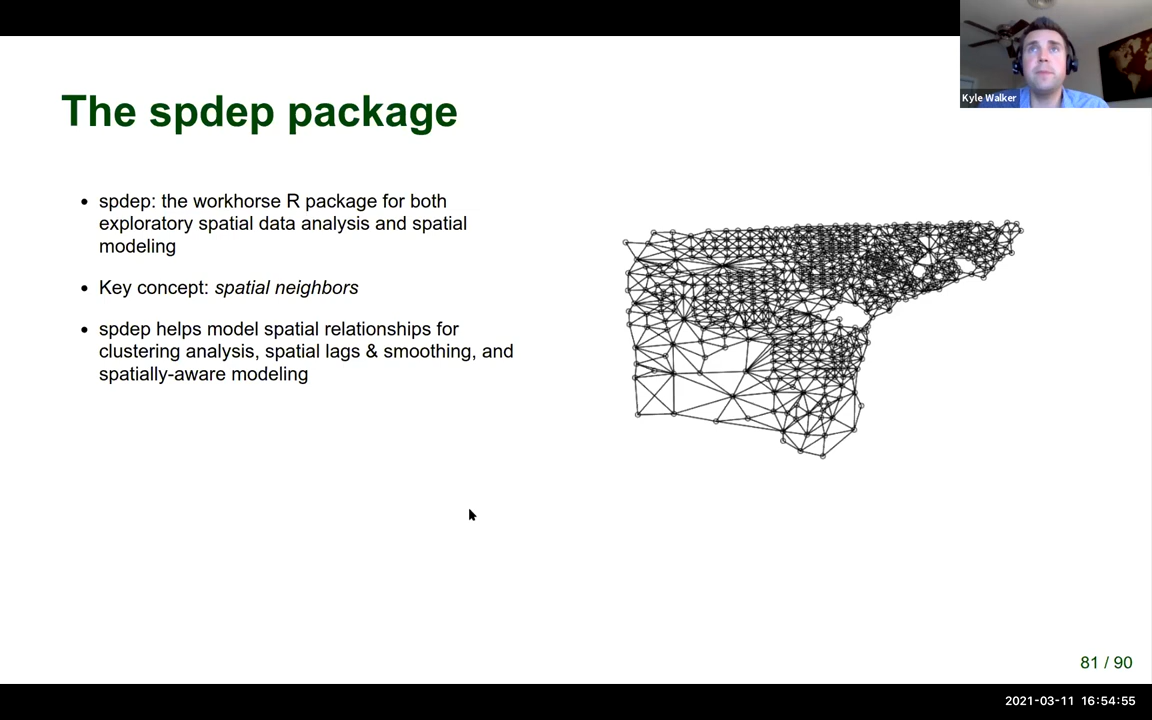 Kyle Walker
The spdep package
spdep: the workhorse R package for both
exploratory spatial data analysis and spatial
modeling
Key concept: spatial neighbors
spdep helps model spatial relationships for
clustering analysis, spatial lags & smoothing, and
spatially-aware modeling
81 / 90
2021-03-11 16:54:55